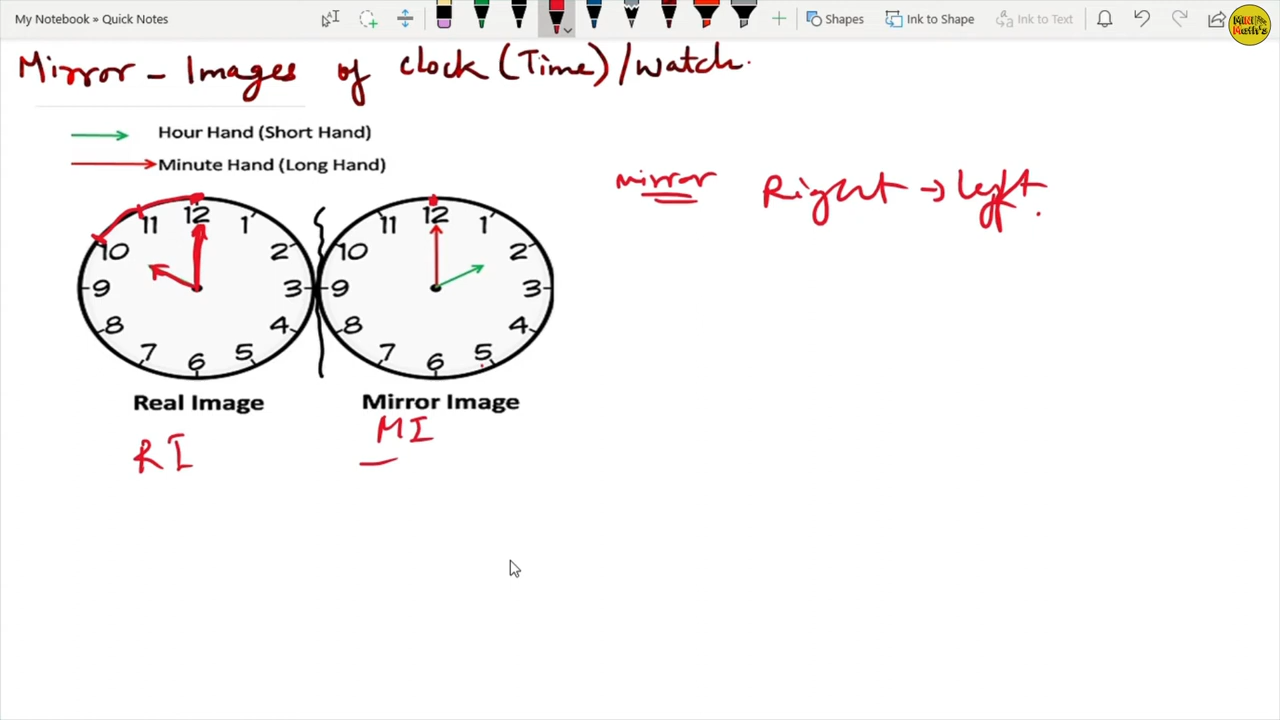 My Notebook » Quick Notes
Shapes
Ink to Shape
Ink to Text
MiNi Math's
Mirror - Images of clock (Time) / watch.
Hour Hand (Short Hand)
Minute Hand (Long Hand)
mirror Right → left.
12 1 2 3 4 5 6 7 8 9 10 11
12 1 2 3 4 5 6 7 8 9 10 11
Real Image
Mirror Image
RI
MI